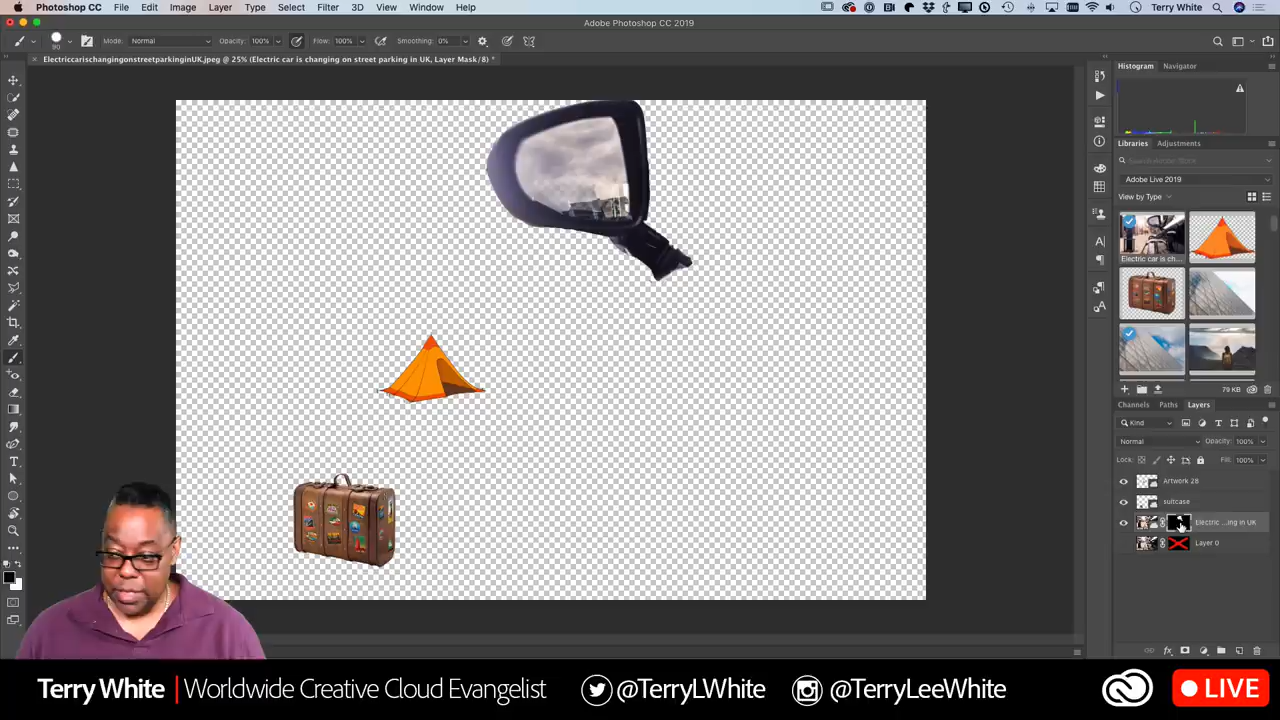 Photoshop CC File Edit Image Layer Type Select Filter 3D View Window Help Terry White
Adobe Photoshop CC 2019
90 Mode: Normal Opacity: 100% Flow: 100% Smoothing: 0%
ElectriccarischangingonstreetparkinginUK.jpeg @ 25% (Electric car is changing on street parking in UK, Layer Mask/8) *
Histogram Navigator
Libraries Adjustments
Search Adobe Stock
Adobe Live 2019
View by Type
Electric car is ch...
79 KB
Channels Paths Layers
Kind
Normal Opacity: 100%
Lock: Fill: 100%
Artwork 28
suitcase
Electric ...ing in UK
Layer 0
Terry White Worldwide Creative Cloud Evangelist @TerryLWhite @TerryLeeWhite LIVE